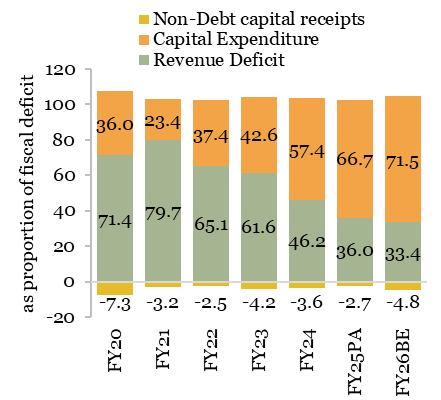 Non-Debt capital receipts
Capital Expenditure
Revenue Deficit
as proportion of fiscal deficit
120
100
80
60
40
20
0
-20
36.0 23.4 37.4 42.6 57.4 66.7 71.5
71.4 79.7 65.1 61.6 46.2 36.0 33.4
-7.3 -3.2 -2.5 -4.2 -3.6 -2.7 -4.8
FY20
FY21
FY22
FY23
FY24
FY25PA
FY26BE